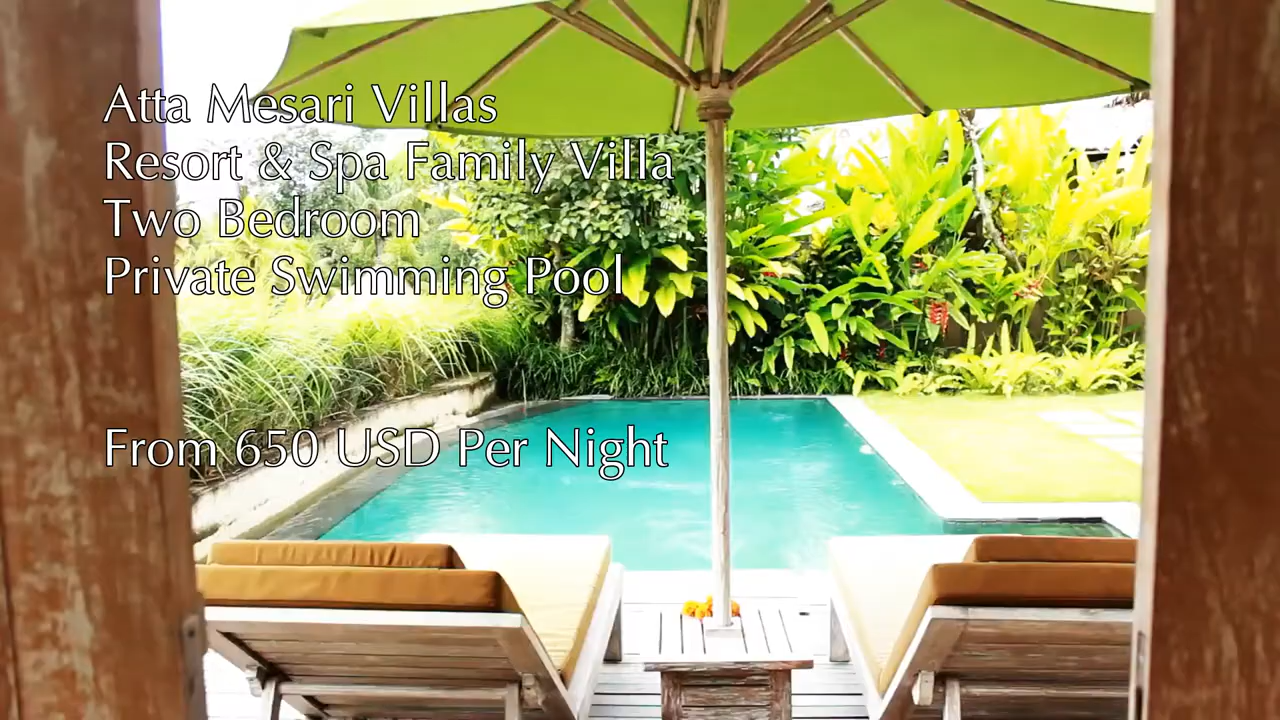 Atta Mesari Villas
Resort & Spa Family Villa
Two Bedroom
Private Swimming Pool
From 650 USD Per Night